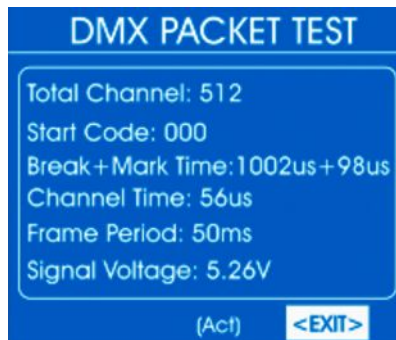 DMX PACKET TEST
Total Channel: 512
Start Code: 000
Break+Mark Time:1002us+98us
Channel Time: 56us
Frame Period: 50ms
Signal Voltage: 5.26V
(Act) <EXIT>